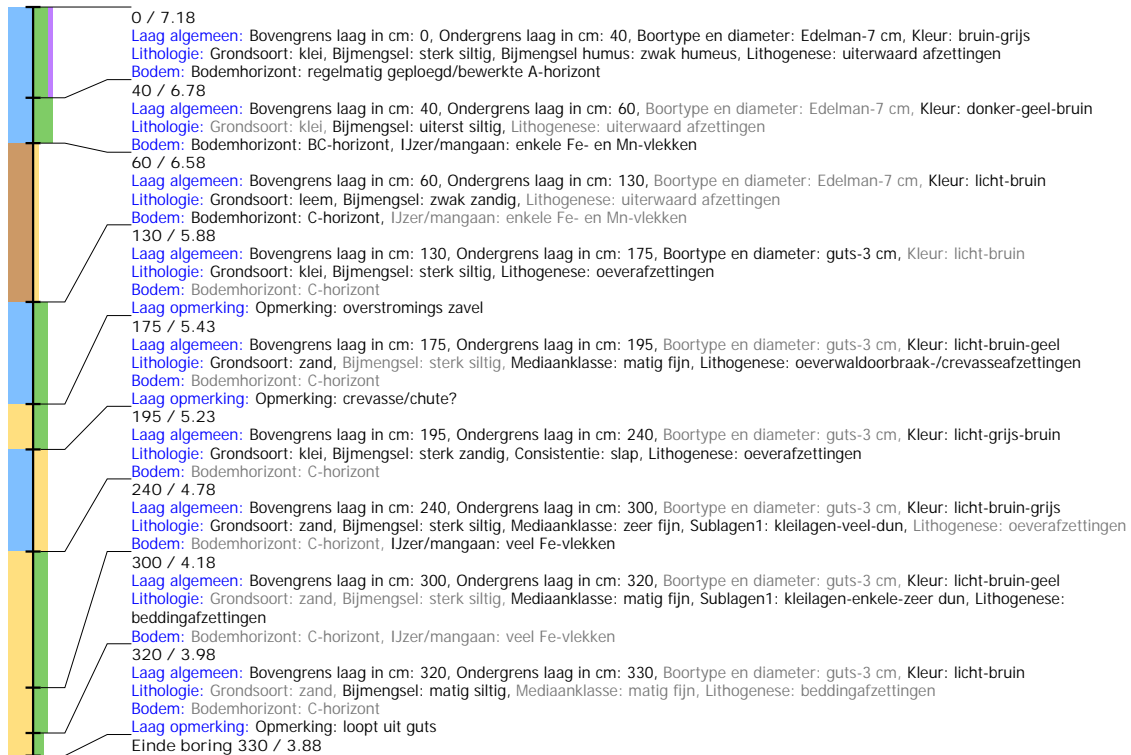 0 / 7.18
Laag algemeen: Bovengrens laag in cm: 0, Ondergrens laag in cm: 40, Boortype en diameter: Edelman-7 cm, Kleur: bruin-grijs
Lithologie: Grondsoort: klei, Bijmengsel: sterk siltig, Bijmengsel humus: zwak humeus, Lithogenese: uiterwaard afzettingen
Bodem: Bodemhorizont: regelmatig geploegd/bewerkte A-horizont
40 / 6.78
Laag algemeen: Bovengrens laag in cm: 40, Ondergrens laag in cm: 60, Boortype en diameter: Edelman-7 cm, Kleur: donker-geel-bruin
Lithologie: Grondsoort: klei, Bijmengsel: uiterst siltig, Lithogenese: uiterwaard afzettingen
Bodem: Bodemhorizont: BC-horizont, IJzer/mangaan: enkele Fe- en Mn-vlekken
60 / 6.58
Laag algemeen: Bovengrens laag in cm: 60, Ondergrens laag in cm: 130, Boortype en diameter: Edelman-7 cm, Kleur: licht-bruin
Lithologie: Grondsoort: leem, Bijmengsel: zwak zandig, Lithogenese: uiterwaard afzettingen
Bodem: Bodemhorizont: C-horizont, IJzer/mangaan: enkele Fe- en Mn-vlekken
130 / 5.88
Laag algemeen: Bovengrens laag in cm: 130, Ondergrens laag in cm: 175, Boortype en diameter: guts-3 cm, Kleur: licht-bruin
Lithologie: Grondsoort: klei, Bijmengsel: sterk siltig, Lithogenese: oeverafzettingen
Bodem: Bodemhorizont: C-horizont
Laag opmerking: Opmerking: overstromings zavel
175 / 5.43
Laag algemeen: Bovengrens laag in cm: 175, Ondergrens laag in cm: 195, Boortype en diameter: guts-3 cm, Kleur: licht-bruin-geel
Lithologie: Grondsoort: zand, Bijmengsel: sterk siltig, Mediaanklasse: matig fijn, Lithogenese: oeverwaldoorbraak-/crevasseafzettingen
Bodem: Bodemhorizont: C-horizont
Laag opmerking: Opmerking: crevasse/chute?
195 / 5.23
Laag algemeen: Bovengrens laag in cm: 195, Ondergrens laag in cm: 240, Boortype en diameter: guts-3 cm, Kleur: licht-grijs-bruin
Lithologie: Grondsoort: klei, Bijmengsel: sterk zandig, Consistentie: slap, Lithogenese: oeverafzettingen
Bodem: Bodemhorizont: C-horizont
240 / 4.78
Laag algemeen: Bovengrens laag in cm: 240, Ondergrens laag in cm: 300, Boortype en diameter: guts-3 cm, Kleur: licht-bruin-grijs
Lithologie: Grondsoort: zand, Bijmengsel: sterk siltig, Mediaanklasse: zeer fijn, Sublagen1: kleilagen-veel-dun, Lithogenese: oeverafzettingen
Bodem: Bodemhorizont: C-horizont, IJzer/mangaan: veel Fe-vlekken
300 / 4.18
Laag algemeen: Bovengrens laag in cm: 300, Ondergrens laag in cm: 320, Boortype en diameter: guts-3 cm, Kleur: licht-bruin-geel
Lithologie: Grondsoort: zand, Bijmengsel: sterk siltig, Mediaanklasse: matig fijn, Sublagen1: kleilagen-enkele-zeer dun, Lithogenese:
beddingafzettingen
Bodem: Bodemhorizont: C-horizont, IJzer/mangaan: veel Fe-vlekken
320 / 3.98
Laag algemeen: Bovengrens laag in cm: 320, Ondergrens laag in cm: 330, Boortype en diameter: guts-3 cm, Kleur: licht-bruin
Lithologie: Grondsoort: zand, Bijmengsel: matig siltig, Mediaanklasse: matig fijn, Lithogenese: beddingafzettingen
Bodem: Bodemhorizont: C-horizont
Laag opmerking: Opmerking: loopt uit guts
Einde boring 330 / 3.88